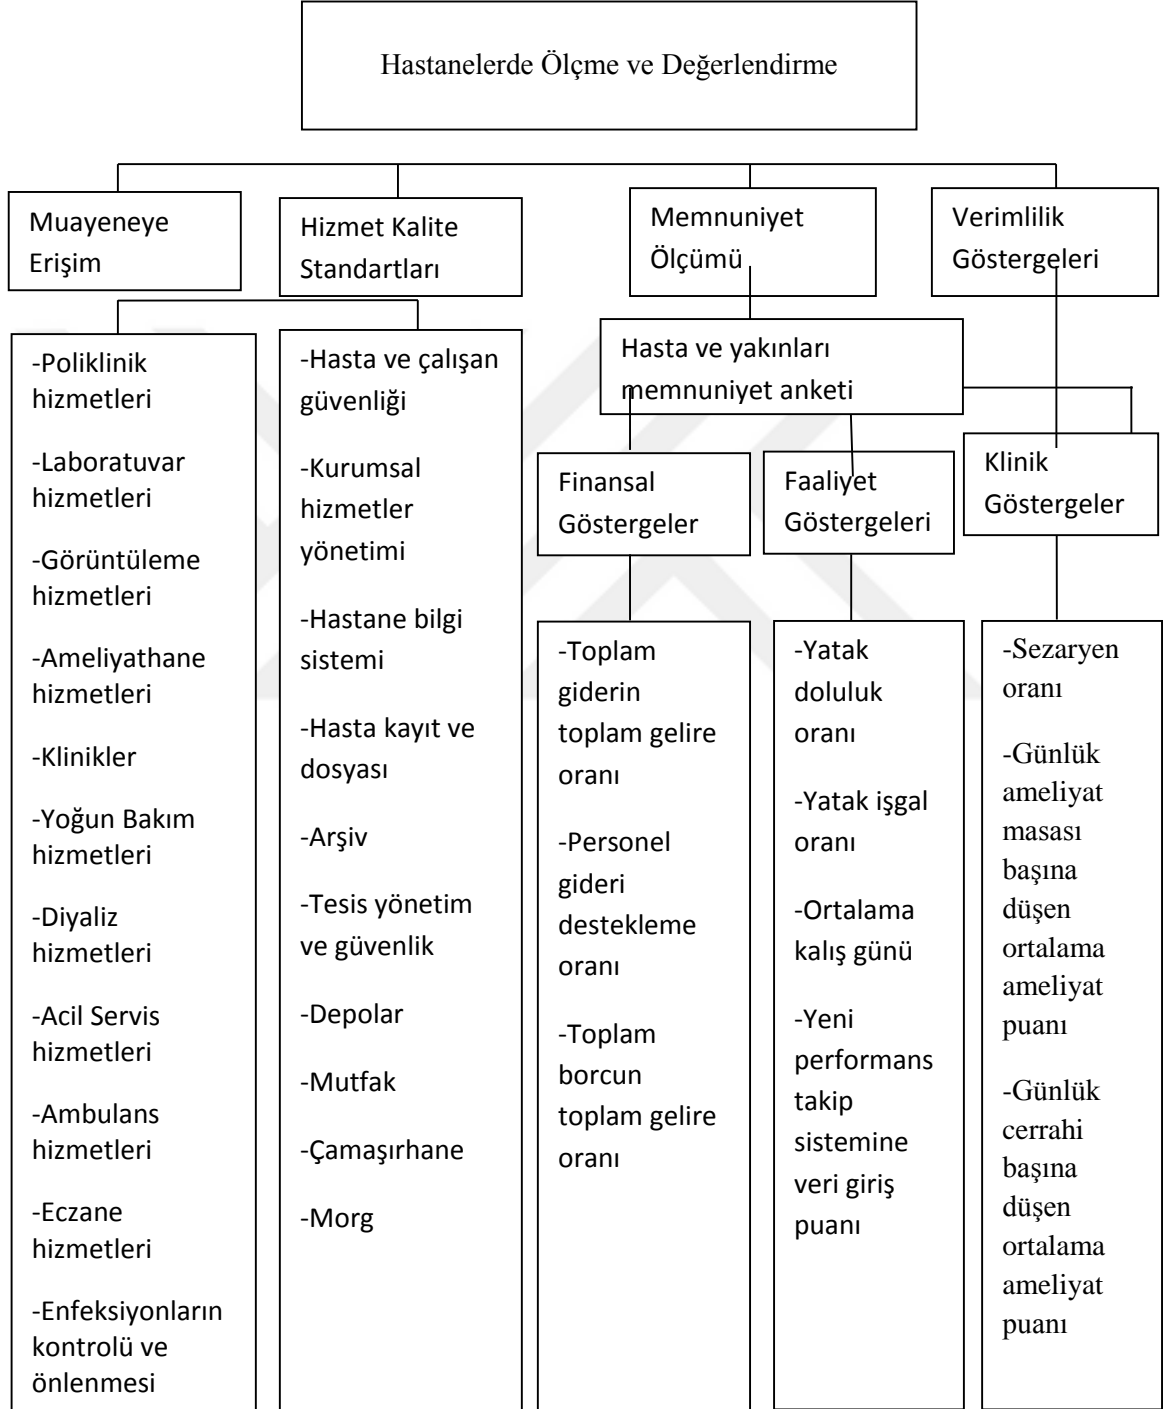 Hastanelerde Ölçme ve Değerlendirme
Muayeneye
Erişim
Hizmet Kalite
Standartları
Memnuniyet
Ölçümü
Verimlilik
Göstergeleri
Hasta ve yakınları
memnuniyet anketi
Finansal
Göstergeler
Faaliyet
Göstergeleri
Klinik
Göstergeler
-Poliklinik
hizmetleri
-Laboratuvar
hizmetleri
-Görüntüleme
hizmetleri
-Ameliyathane
hizmetleri
-Klinikler
-Yoğun Bakım
hizmetleri
-Diyaliz
hizmetleri
-Acil Servis
hizmetleri
-Ambulans
hizmetleri
-Eczane
hizmetleri
-Enfeksiyonların
kontrolü ve
önlenmesi
-Hasta ve çalışan
güvenliği
-Kurumsal
hizmetler
yönetimi
-Hastane bilgi
sistemi
-Hasta kayıt ve
dosyası
-Arşiv
-Tesis yönetim
ve güvenlik
-Depolar
-Mutfak
-Çamaşırhane
-Morg
-Toplam
giderin
toplam gelire
oranı
-Personel
gideri
destekleme
oranı
-Toplam
borcun
toplam gelire
oranı
-Yatak
doluluk
oranı
-Yatak işgal
oranı
-Ortalama
kalış günü
-Yeni
performans
takip
sistemine
veri giriş
puanı
-Sezaryen
oranı
-Günlük
ameliyat
masası
başına
düşen
ortalama
ameliyat
puanı
-Günlük
cerrahi
başına
düşen
ortalama
ameliyat
puanı